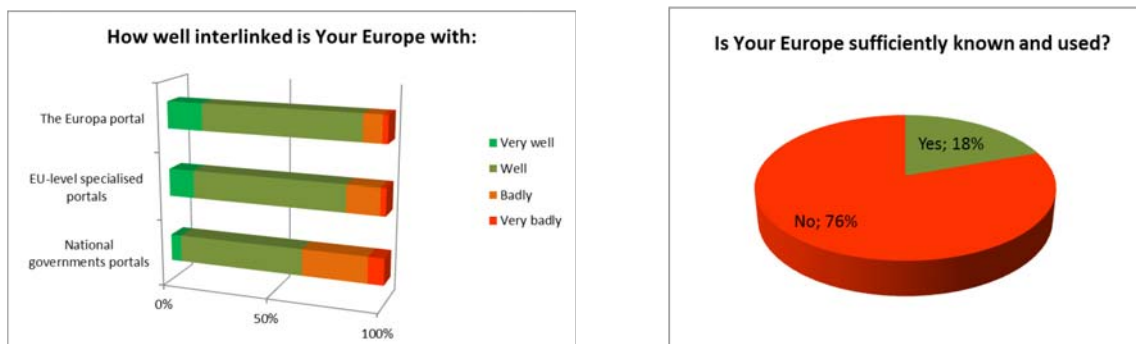 How well interlinked is Your Europe with:
The Europa portal
EU-level specialised
portals
National
governments portals
0%
50%
100%
Very well
Well
Badly
Very badly
Is Your Europe sufficiently known and used?
Yes; 18%
No; 76%